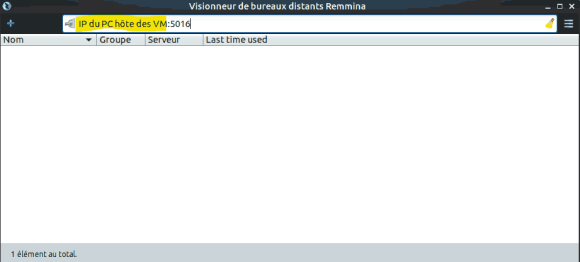 Visionneur de bureaux distants Remmina
IP du PC hôte des VM:5016
Nom Groupe Serveur Last time used
1 élément au total.